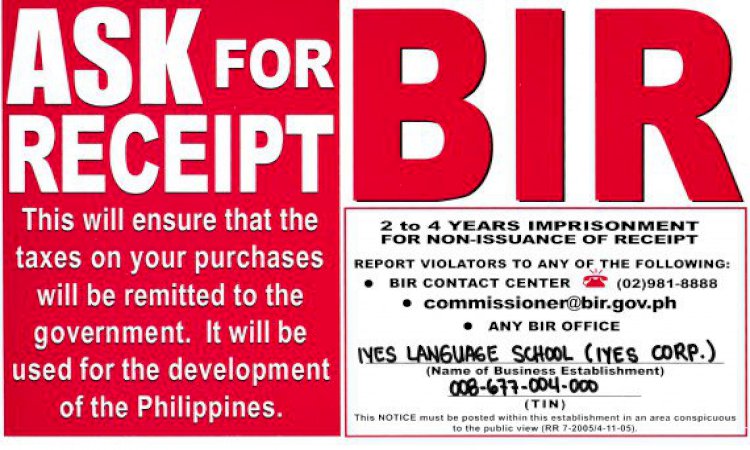 ASK FOR
RECEIPT
This will ensure that the
taxes on your purchases
will be remitted to the
government. It will be
used for the development
of the Philippines.
BIR
2 to 4 YEARS IMPRISONMENT
FOR NON-ISSUANCE OF RECEIPT
REPORT VIOLATORS TO ANY OF THE FOLLOWING:
• BIR CONTACT CENTER ☎ (02)981-8888
• commissioner@bir.gov.ph
• ANY BIR OFFICE
IYES LANGUAGE SCHOOL (IYES CORP.)
(Name of Business Establishment)
008-677-004-000
(TIN)
This NOTICE must be posted within this establishment in an area conspicuous
to the public view (RR 7-2005/4-11-05).